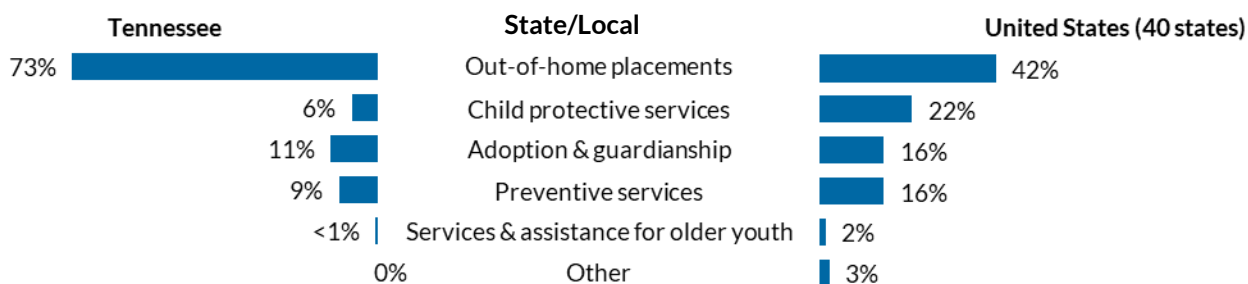 Tennessee State/Local United States (40 states)
73% Out-of-home placements 42%
6% Child protective services 22%
11% Adoption & guardianship 16%
9% Preventive services 16%
<1% Services & assistance for older youth 2%
0% Other 3%